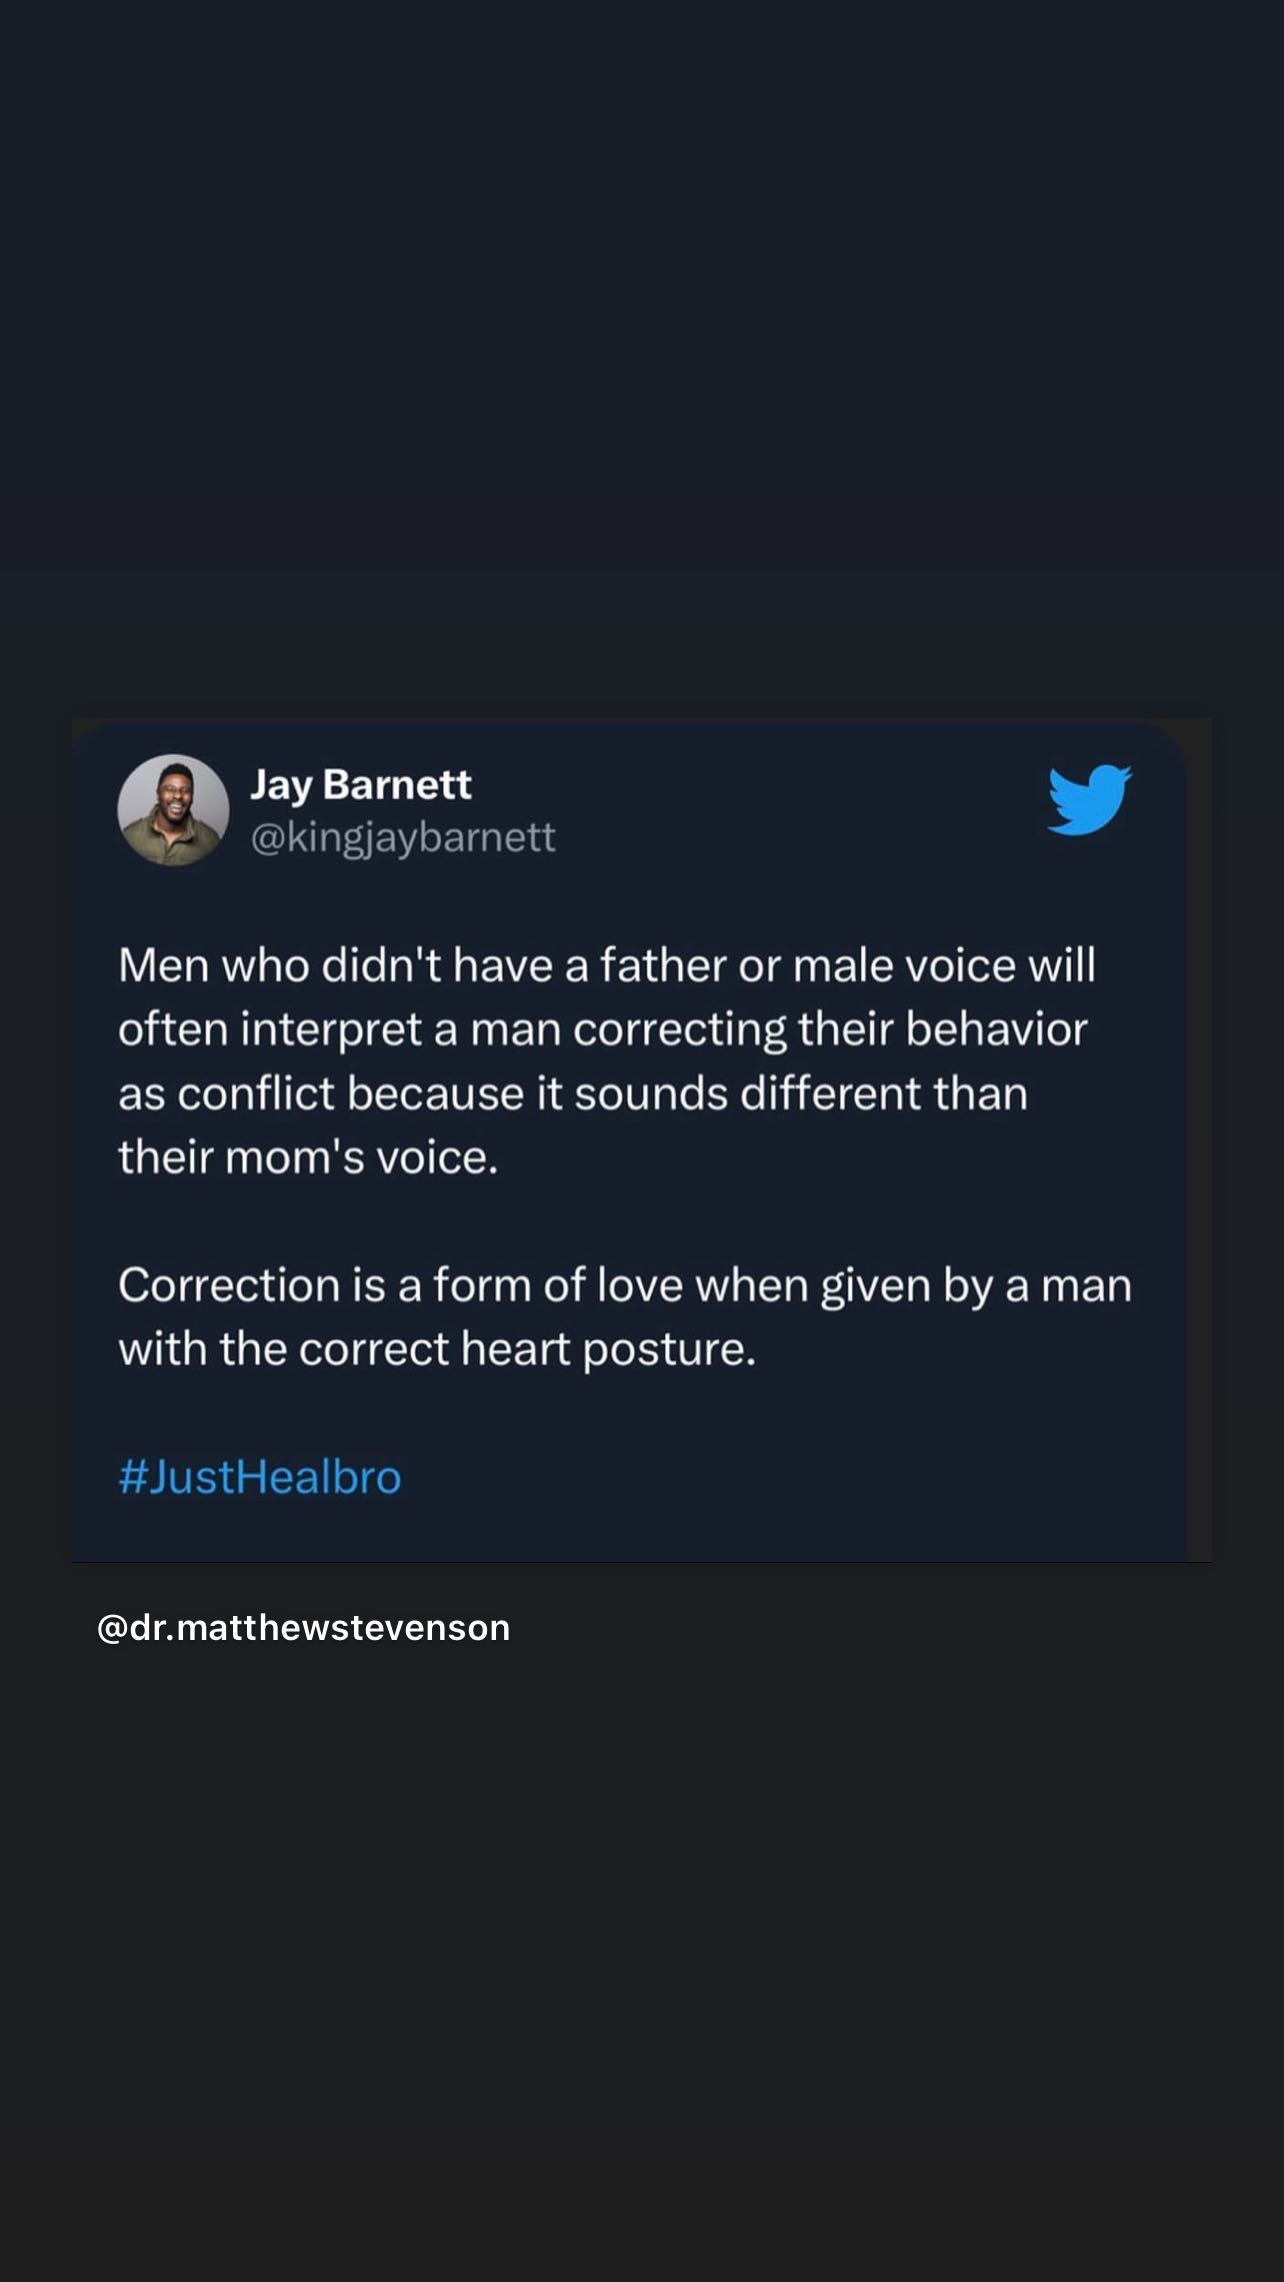 Jay Barnett
@kingjaybarnett
Men who didn't have a father or male voice will
often interpret a man correcting their behavior
as conflict because it sounds different than
their mom's voice.
Correction is a form of love when given by a man
with the correct heart posture.
#JustHealbro
@dr.matthewstevenson